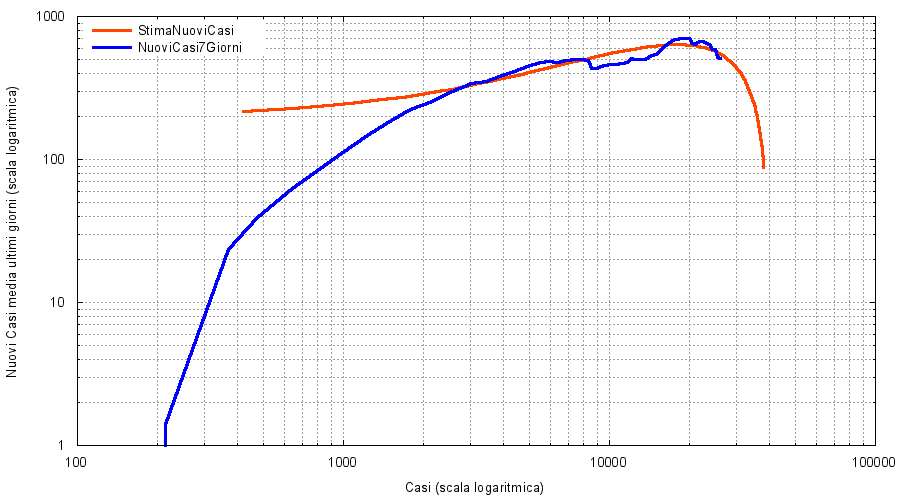 StimaNuoviCasi
NuoviCasi7Giorni
1000
100
10
1
Nuovi Casi media ultimi giorni (scala logaritmica)
100
1000
10000
100000
Casi (scala logaritmica)